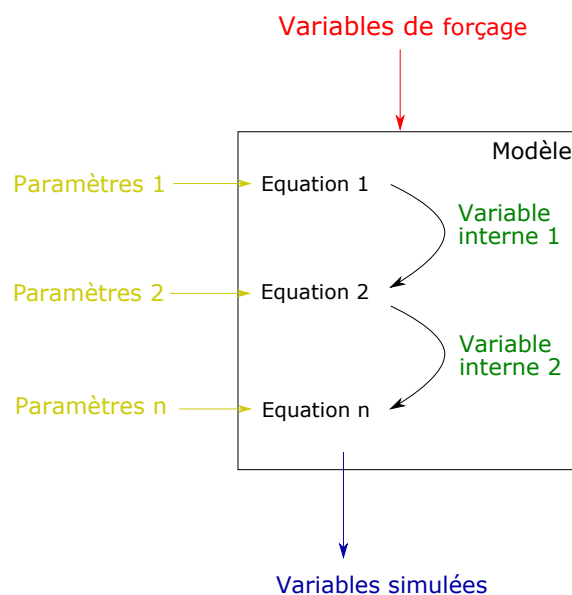 Variables de forçage
Modèle
Paramètres 1
Equation 1
Variable
interne 1
Paramètres 2
Equation 2
Variable
interne 2
Paramètres n
Equation n
Variables simulées